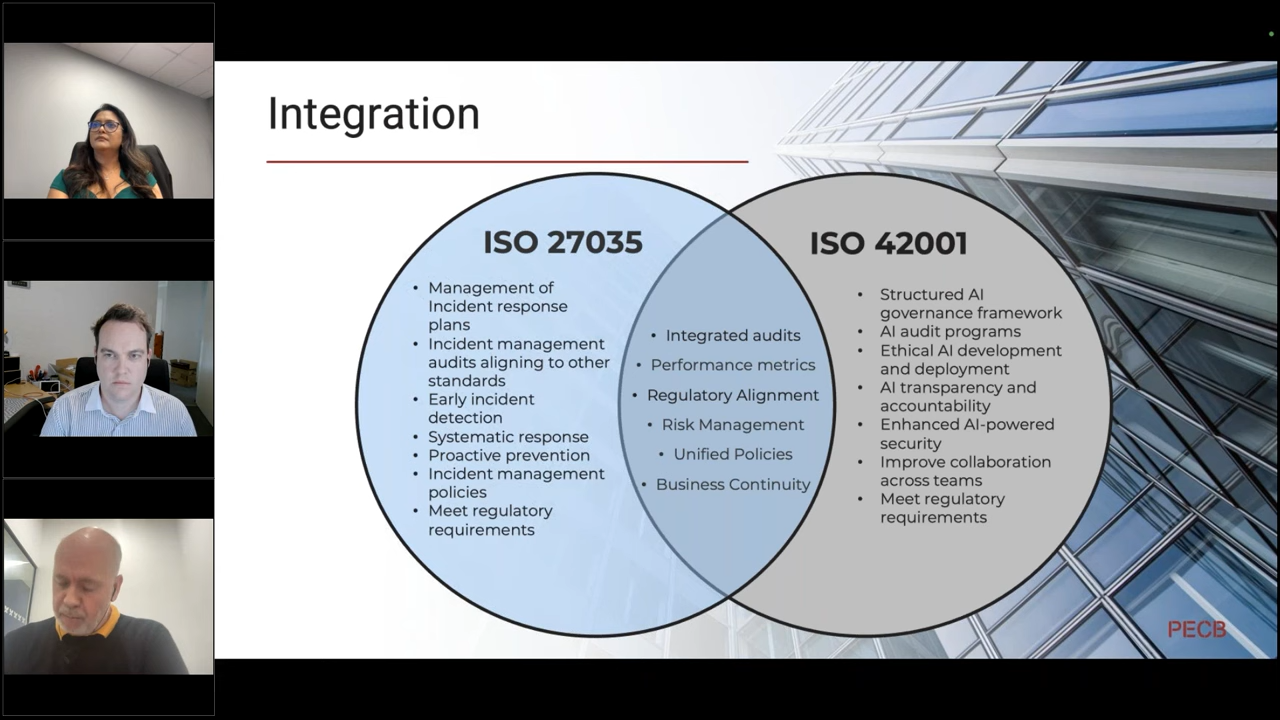 Integration
ISO 27035
• Management of
Incident response
plans
• Incident management
audits aligning to other
standards
• Early incident
detection
• Systematic response
• Proactive prevention
• Incident management
policies
• Meet regulatory
requirements
• Integrated audits
• Performance metrics
• Regulatory Alignment
• Risk Management
• Unified Policies
• Business Continuity
ISO 42001
• Structured AI
governance framework
• AI audit programs
• Ethical AI development
and deployment
• AI transparency and
accountability
• Enhanced AI-powered
security
• Improve collaboration
across teams
• Meet regulatory
requirements
PECB